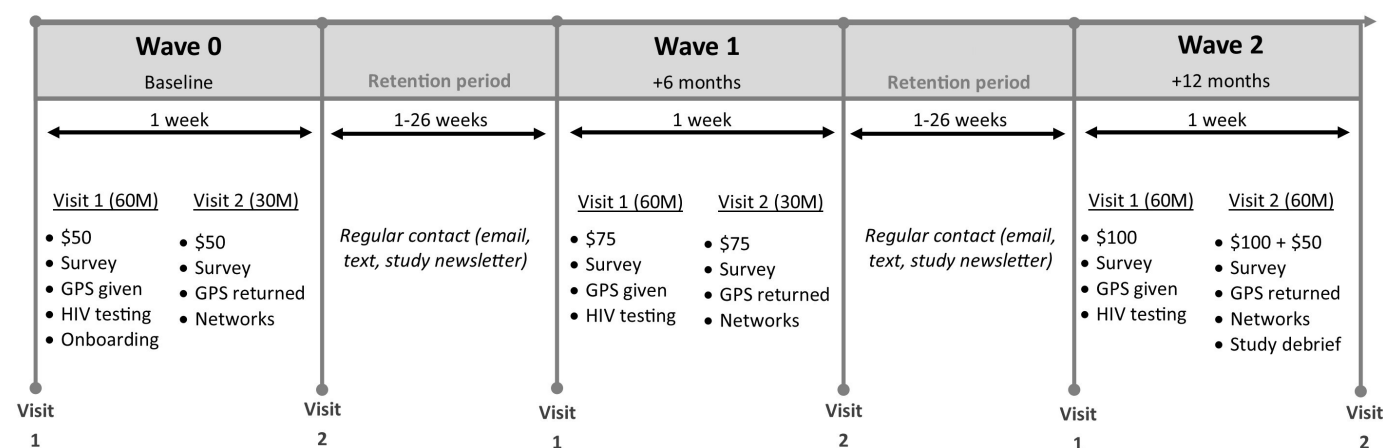 Wave 0
Baseline
Retention period
Wave 1
+6 months
Retention period
Wave 2
+12 months
1 week
1-26 weeks
1 week
1-26 weeks
1 week
Visit 1 (60M)
• $50
• Survey
• GPS given
• HIV testing
• Onboarding
Visit 2 (30M)
• $50
• Survey
• GPS returned
• Networks
Regular contact (email,
text, study newsletter)
Visit 1 (60M)
• $75
• Survey
• GPS given
• HIV testing
Visit 2 (30M)
• $75
• Survey
• GPS returned
• Networks
Regular contact (email,
text, study newsletter)
Visit 1 (60M)
• $100
• Survey
• GPS given
• HIV testing
Visit 2 (60M)
• $100 + $50
• Survey
• GPS returned
• Networks
• Study debrief
Visit
1
Visit
2
Visit
1
Visit
2
Visit
1
Visit
2